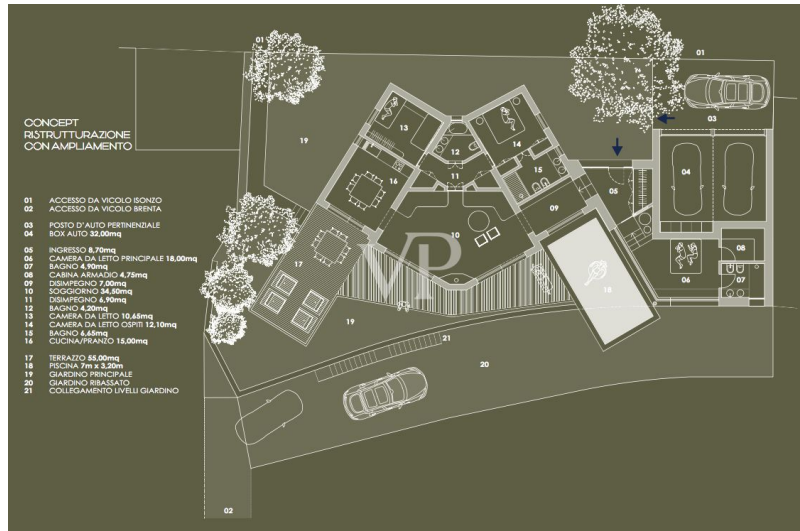 CONCEPT
RISTRUTTURAZIONE
CON AMPLIAMENTO
01 ACCESSO DA VICOLO ISONZO
02 ACCESSO DA VICOLO BRENTA
03 POSTO D'AUTO PERTINENZIALE
04 BOX AUTO 32,00mq
05 INGRESSO 8,70mq
06 CAMERA DA LETTO PRINCIPALE 18,00mq
07 BAGNO 4,90mq
08 CABINA ARMADIO 4,75mq
09 DISIMPEGNO 7,00mq
10 SOGGIORNO 34,50mq
11 DISIMPEGNO 6,90mq
12 BAGNO 4,20mq
13 CAMERA DA LETTO 10,65mq
14 CAMERA DA LETTO OSPITI 12,10mq
15 BAGNO 6,65mq
16 CUCINA/PRANZO 15,00mq
17 TERRAZZO 55,00mq
18 PISCINA 7m x 3,20m
19 GIARDINO PRINCIPALE
20 GIARDINO RIBASSATO
21 COLLEGAMENTO LIVELLI GIARDINO
01
01
03
13
12
14
19
04
11
15
16
05
09
10
08
17
VP
18
06
07
19
21
20
02